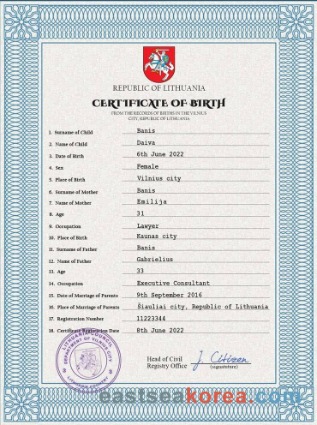 REPUBLIC OF LITHUANIA
CERTIFICATE OF BIRTH
FROM THE RECORDS OF BIRTHS IN THE VILNIUS
CITY, REPUBLIC OF LITHUANIA
1. Surname of Child Banis
2. Name of Child Daiva
3. Date of Birth 6th June 2022
4. Sex Female
5. Place of Birth Vilnius city
6. Surname of Mother Banis
7. Name of Mother Emilija
8. Age 31
9. Occupation Lawyer
10. Place of Birth Kaunas city
11. Surname of Father Banis
12. Name of Father Gabrielius
13. Age 33
14. Occupation Executive Consultant
15. Date of Marriage of Parents 9th September 2016
16. Place of Marriage of Parents Šiauliai city, Republic of Lithuania
17. Registration Number 11223344
18. Certificate Registration Date 8th June 2022
Head of Civil
Registry Office
J. Citizen
(signature)
eastseakorea.com